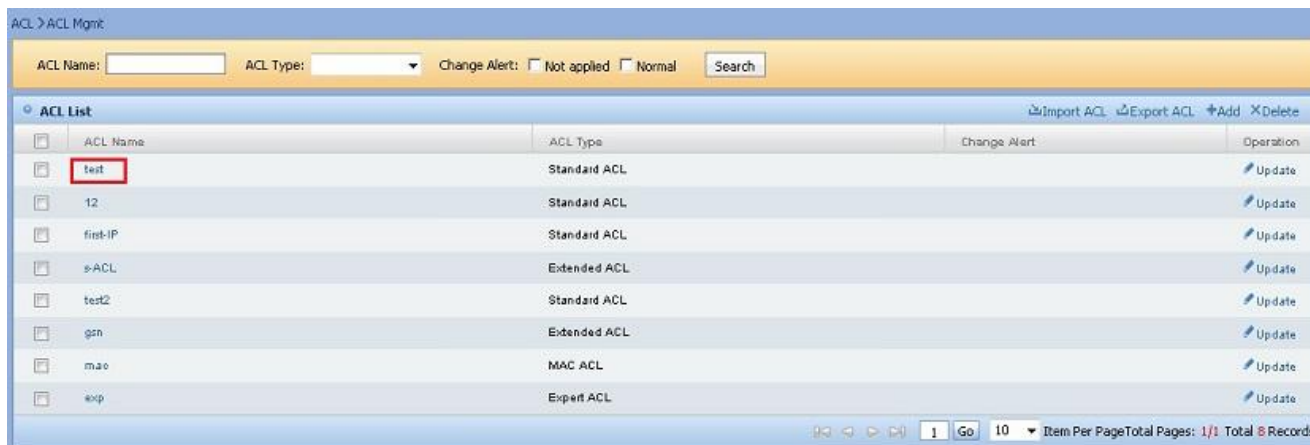 ACL > ACL Mgmt
ACL Name: ACL Type: Change Alert: Not applied Normal Search
ACL List Import ACL Export ACL Add Delete
ACL Name ACL Type Change Alert Operation
test Standard ACL Update
12 Standard ACL Update
first-IP Standard ACL Update
s-ACL Extended ACL Update
test2 Standard ACL Update
gsn Extended ACL Update
mac MAC ACL Update
exp Expert ACL Update
1 Go 10 Item Per PageTotal Pages: 1/1 Total 8 Record